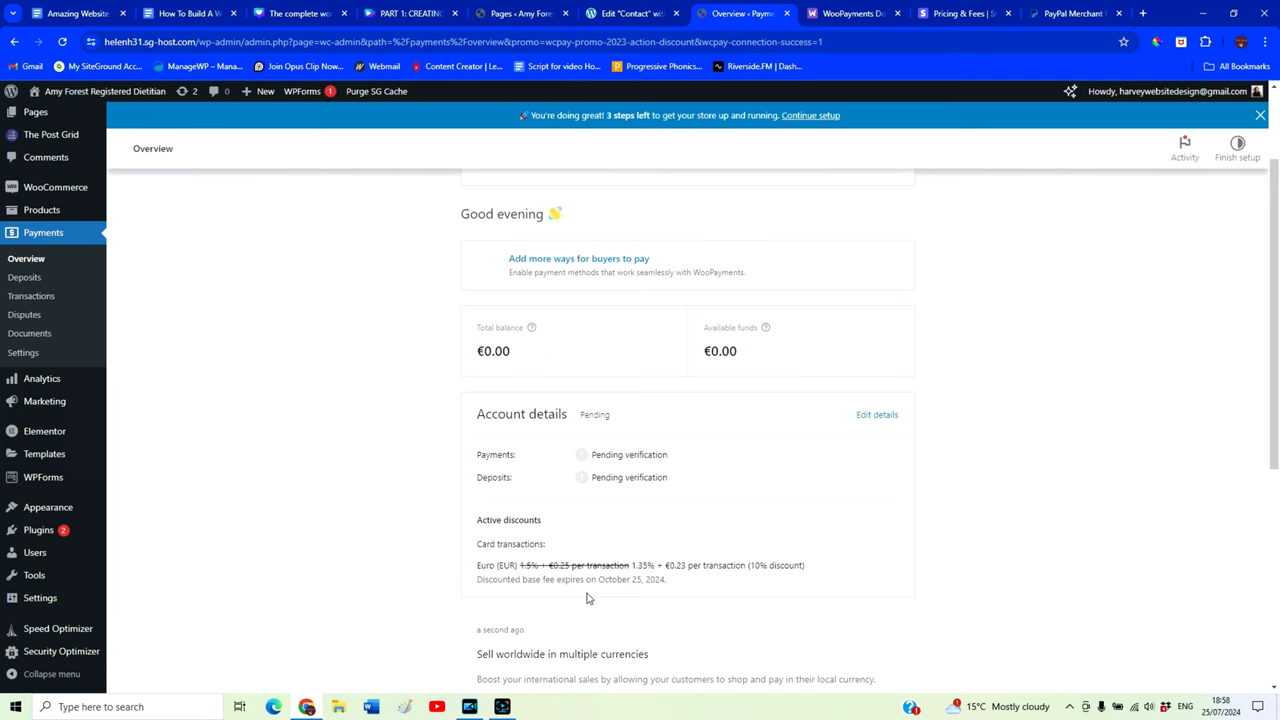 Amazing Website
How To Build A W
The complete wo
PART 1: CREATING
Pages ‹ Amy Fores
Edit "Contact" with
Overview ‹ Payme
WooPayments Do
Pricing & Fees | S
PayPal Merchant F
helenh31.sg-host.com/wp-admin/admin.php?page=wc-admin&path=%2Fpayments%2Foverview&promo=wcpay-promo-2023-action-discount&wcpay-connection-success=1
Gmail
My SiteGround Acc...
ManageWP – Mana...
Join Opus Clip Now...
Webmail
Content Creator | Le...
Script for video Ho...
Progressive Phonics...
Riverside.FM | Dash...
All Bookmarks
Amy Forest Registered Dietitian
2
0
New
WPForms 1
Purge SG Cache
Howdy, harveywebsitedesign@gmail.com
🚀 You're doing great! 3 steps left to get your store up and running. Continue setup
Pages
The Post Grid
Comments
WooCommerce
Products
Payments
Overview
Deposits
Transactions
Disputes
Documents
Settings
Analytics
Marketing
Elementor
Templates
WPForms
Appearance
Plugins 2
Users
Tools
Settings
Speed Optimizer
Security Optimizer
Collapse menu
Overview
Activity
Finish setup
Good evening 👋
Add more ways for buyers to pay
Enable payment methods that work seamlessly with WooPayments.
Total balance
€0.00
Available funds
€0.00
Account details Pending
Edit details
Payments: Pending verification
Deposits: Pending verification
Active discounts
Card transactions:
Euro (EUR) 1.5% + €0.25 per transaction 1.35% + €0.23 per transaction (10% discount)
Discounted base fee expires on October 25, 2024.
a second ago
Sell worldwide in multiple currencies
Boost your international sales by allowing your customers to shop and pay in their local currency.
Type here to search
15°C Mostly cloudy
ENG
18:58
25/07/2024